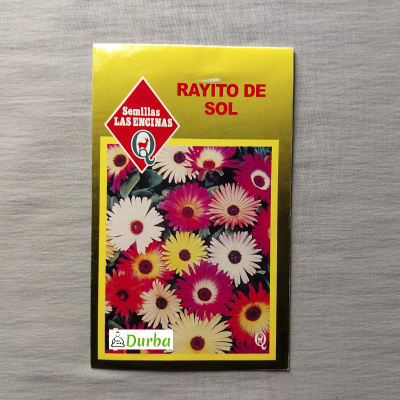 RAYITO DE
SOL
Semillas
LAS ENCINAS
Durba